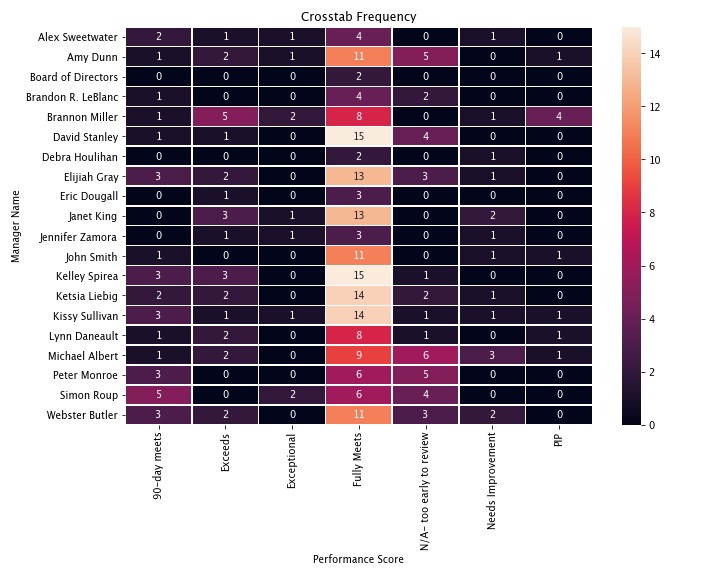 Crosstab Frequency
Alex Sweetwater 2 1 1 4 0 1 0
Amy Dunn 1 2 1 11 5 0 1
Board of Directors 0 0 0 2 0 0 0
Brandon R. LeBlanc 1 0 0 4 2 0 0
Brannon Miller 1 5 2 8 0 1 4
David Stanley 1 1 0 15 4 0 0
Debra Houlihan 0 0 0 2 0 1 0
Elijiah Gray 3 2 0 13 3 1 0
Eric Dougall 0 1 0 3 0 0 0
Janet King 0 3 1 13 0 2 0
Jennifer Zamora 0 1 1 3 0 1 0
John Smith 1 0 0 11 0 1 1
Kelley Spirea 3 3 0 15 1 0 0
Ketsia Liebig 2 2 0 14 2 1 0
Kissy Sullivan 3 1 1 14 1 1 1
Lynn Daneault 1 2 0 8 1 0 1
Michael Albert 1 2 0 9 6 3 1
Peter Monroe 3 0 0 6 5 0 0
Simon Roup 5 0 2 6 4 0 0
Webster Butler 3 2 0 11 3 2 0
Manager Name
90-day meets
Exceeds
Exceptional
Fully Meets
N/A- too early to review
Needs Improvement
PIP
Performance Score
14
12
10
8
6
4
2
0